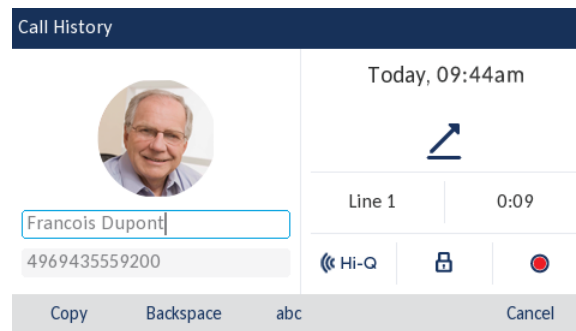 Call History
Today, 09:44am
Line 1
0:09
Francois Dupont
4969435559200
Hi-Q
Copy
Backspace
abc
Cancel